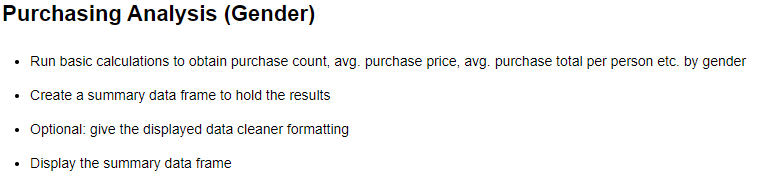 Purchasing Analysis (Gender)
• Run basic calculations to obtain purchase count, avg. purchase price, avg. purchase total per person etc. by gender
• Create a summary data frame to hold the results
• Optional: give the displayed data cleaner formatting
• Display the summary data frame